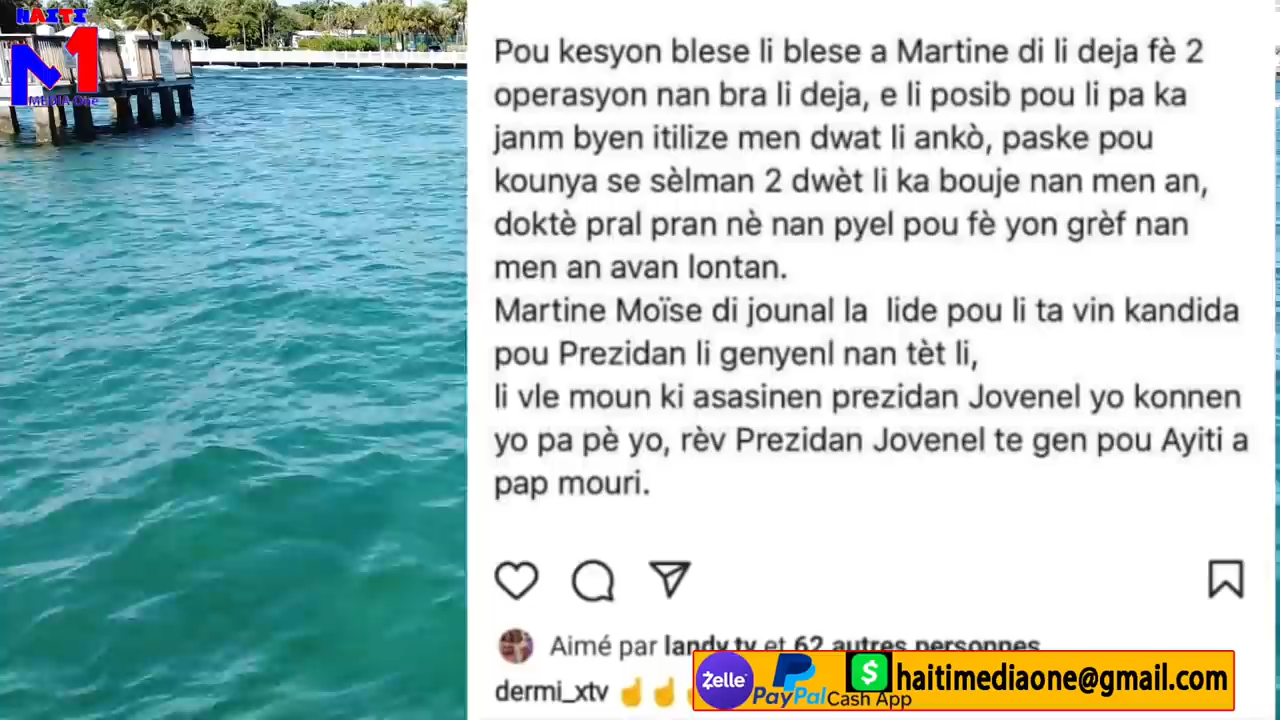 HAITI
M1
MEDIA One
Pou kesyon blese li blese a Martine di li deja fè 2
operasyon nan bra li deja, e li posib pou li pa ka
janm byen itilize men dwat li ankò, paske pou
kounya se sèlman 2 dwèt li ka bouje nan men an,
doktè pral pran nè nan pyel pou fè yon grèf nan
men an avan lontan.
Martine Moïse di jounal la lide pou li ta vin kandida
pou Prezidan li genyenl nan tèt li,
li vle moun ki asasinen prezidan Jovenel yo konnen
yo pa pè yo, rèv Prezidan Jovenel te gen pou Ayiti a
pap mouri.
Aimé par landy.tv et 62 autres personnes
dermi_xtv ☝☝
Zelle PayPal $ Cash App haitimediaone@gmail.com